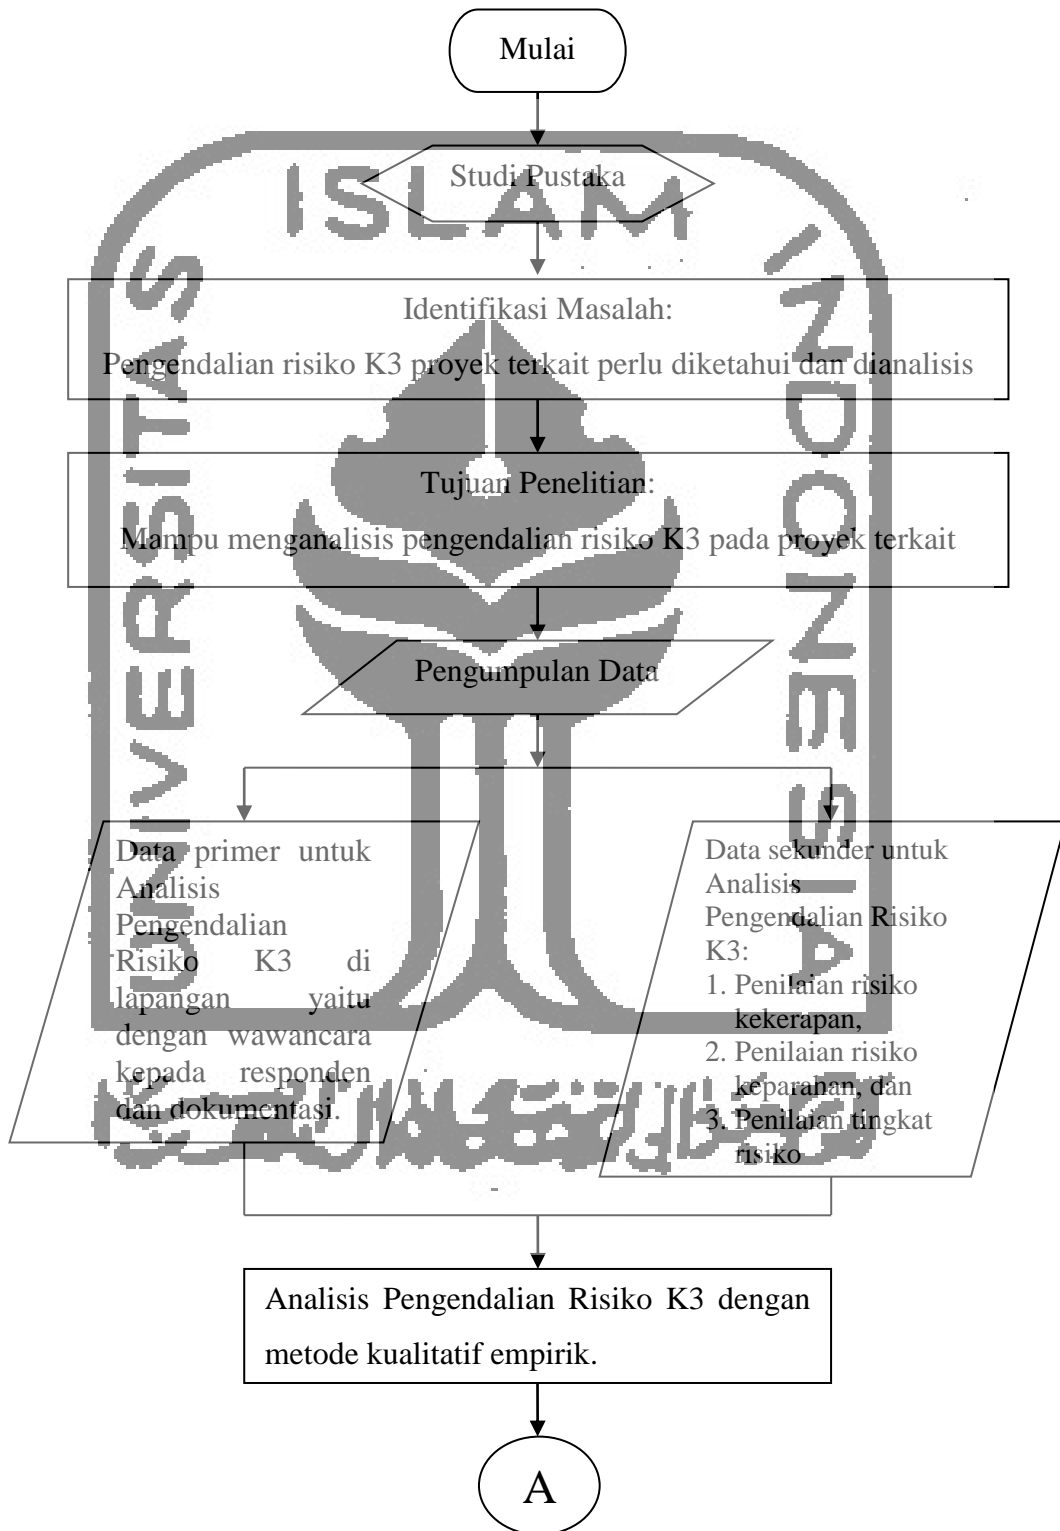 Mulai
Studi Pustaka
ISLAM
UNIVERSITAS
INDONESIA
Identifikasi Masalah:
Pengendalian risiko K3 proyek terkait perlu diketahui dan dianalisis
Tujuan Penelitian:
Mampu menganalisis pengendalian risiko K3 pada proyek terkait
Pengumpulan Data
Data primer untuk
Analisis
Pengendalian
Risiko K3 di
lapangan yaitu
dengan wawancara
kepada responden
dan dokumentasi.
Data sekunder untuk
Analisis
Pengendalian Risiko
K3:
1. Penilaian risiko
kekerapan,
2. Penilaian risiko
keparahan, dan
3. Penilaian tingkat
risiko
Analisis Pengendalian Risiko K3 dengan
metode kualitatif empirik.
A